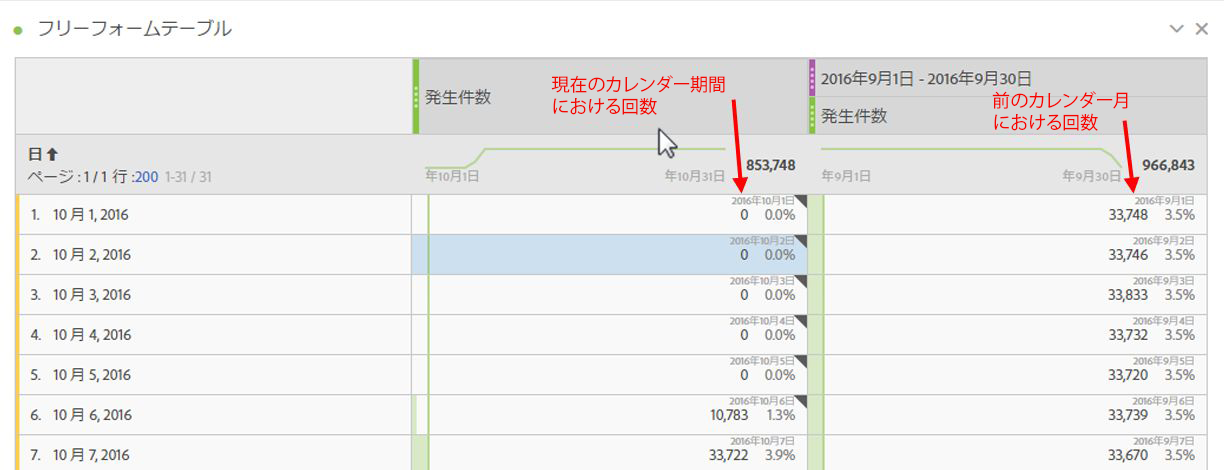 フリーフォームテーブル
発生件数
現在のカレンダー期間
における回数
2016年9月1日 - 2016年9月30日
発生件数
前のカレンダー月
における回数
日↑
ページ : 1 / 1 行 : 200 1-31 / 31
年10月1日 年10月31日 853,748
年9月1日 年9月30日 966,843
1. 10 月 1, 2016
2016年10月1日
0 0.0%
2016年9月1日
33,748 3.5%
2. 10 月 2, 2016
2016年10月2日
0 0.0%
2016年9月2日
33,746 3.5%
3. 10 月 3, 2016
2016年10月3日
0 0.0%
2016年9月3日
33,833 3.5%
4. 10 月 4, 2016
2016年10月4日
0 0.0%
2016年9月4日
33,732 3.5%
5. 10 月 5, 2016
2016年10月5日
0 0.0%
2016年9月5日
33,720 3.5%
6. 10 月 6, 2016
2016年10月6日
10,783 1.3%
2016年9月6日
33,739 3.5%
7. 10 月 7, 2016
2016年10月7日
33,722 3.9%
2016年9月7日
33,670 3.5%